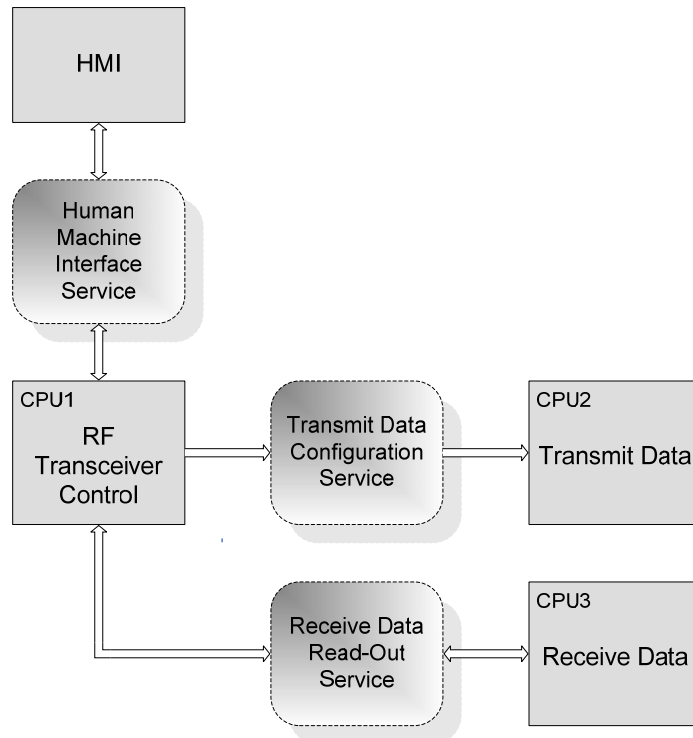 HMI
Human
Machine
Interface
Service
CPU1
RF
Transceiver
Control
Transmit Data
Configuration
Service
CPU2
Transmit Data
Receive Data
Read-Out
Service
CPU3
Receive Data